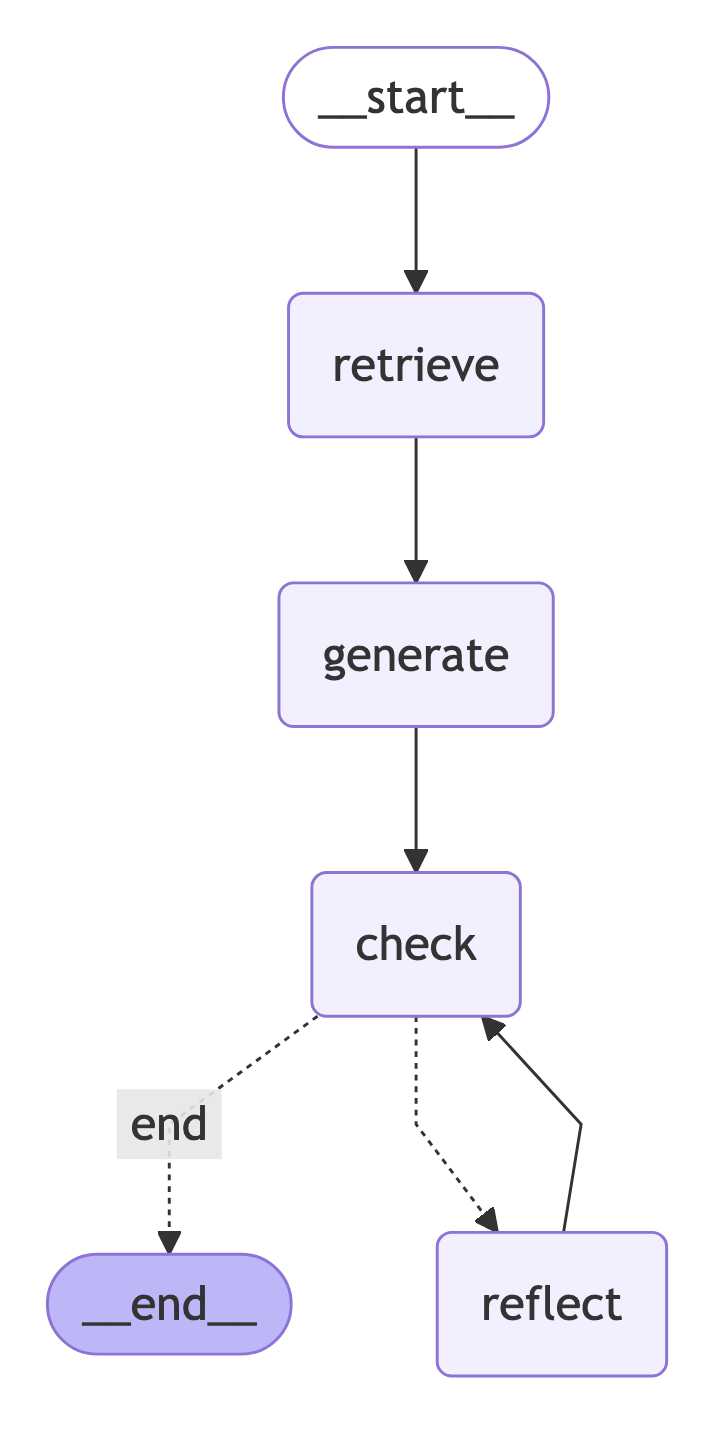 __start__
retrieve
generate
check
end
__end__
reflect